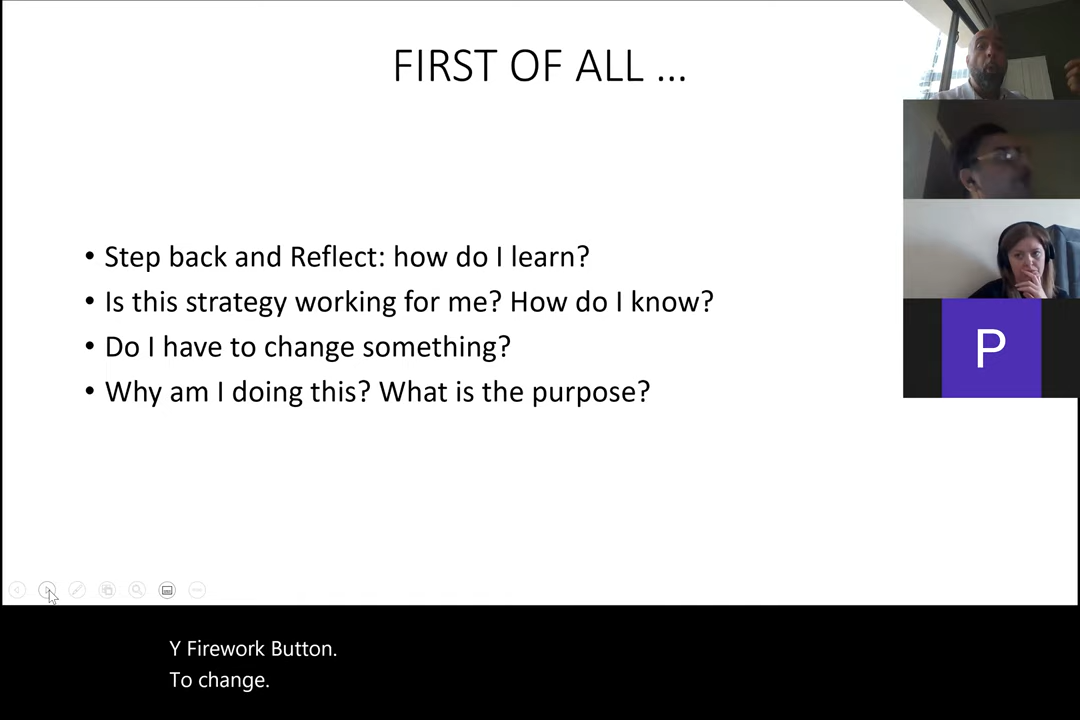 FIRST OF ALL ...
• Step back and Reflect: how do I learn?
• Is this strategy working for me? How do I know?
• Do I have to change something?
• Why am I doing this? What is the purpose?
P
Y Firework Button.
To change.